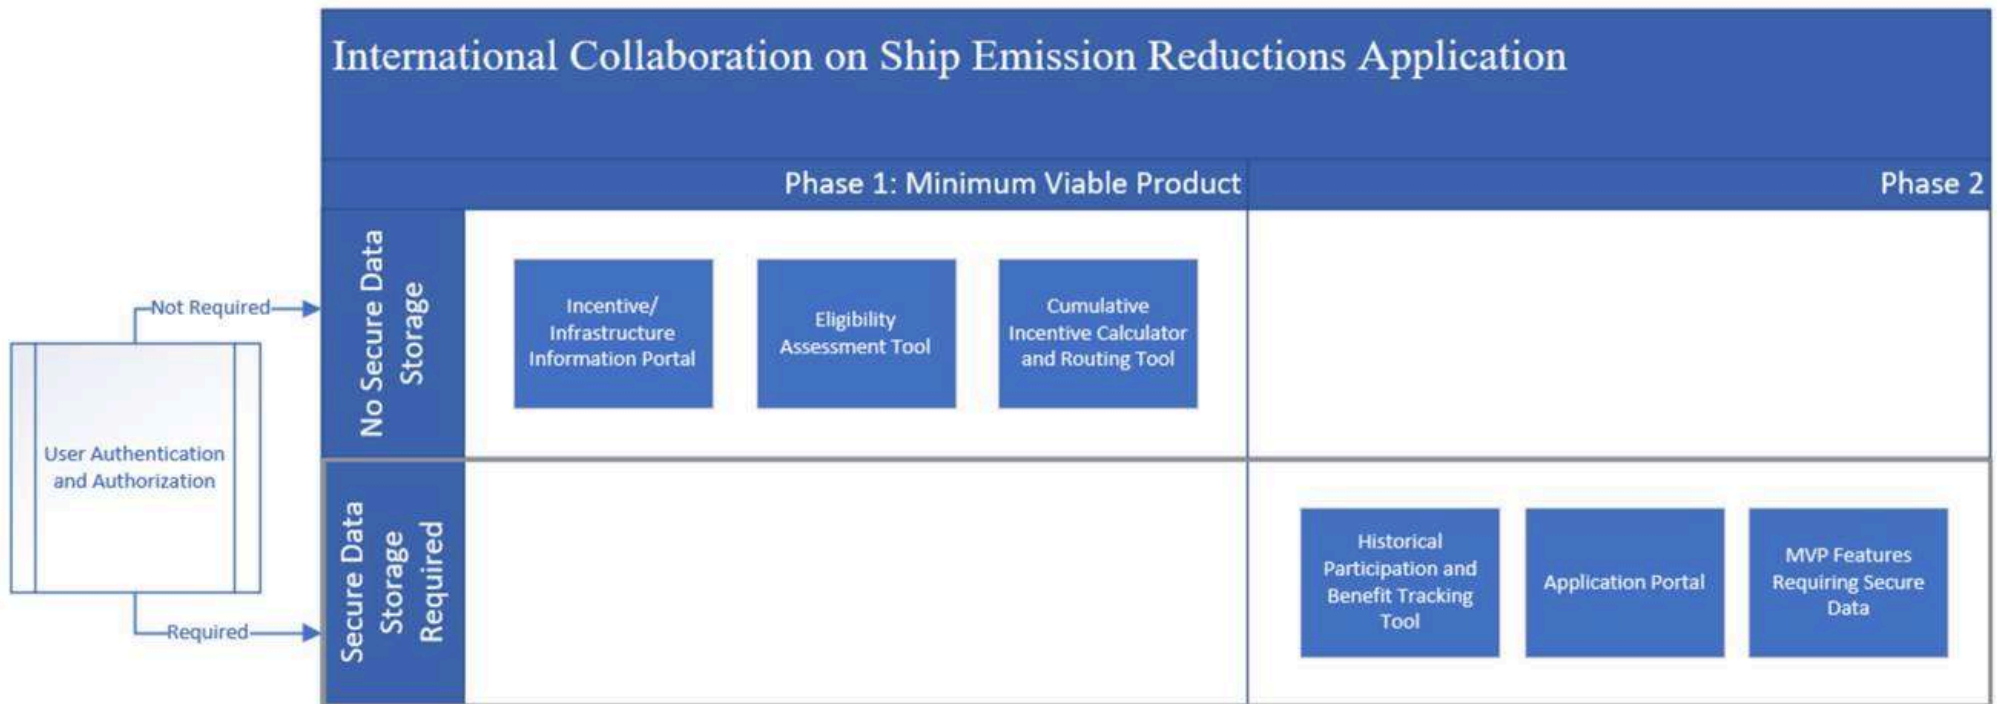 International Collaboration on Ship Emission Reductions Application
Phase 1: Minimum Viable Product
Phase 2
No Secure Data
Storage
Not Required
Incentive/
Infrastructure
Information Portal
Eligibility
Assessment Tool
Cumulative
Incentive Calculator
and Routing Tool
User Authentication
and Authorization
Required
Secure Data
Storage
Required
Historical
Participation and
Benefit Tracking
Tool
Application Portal
MVP Features
Requiring Secure
Data